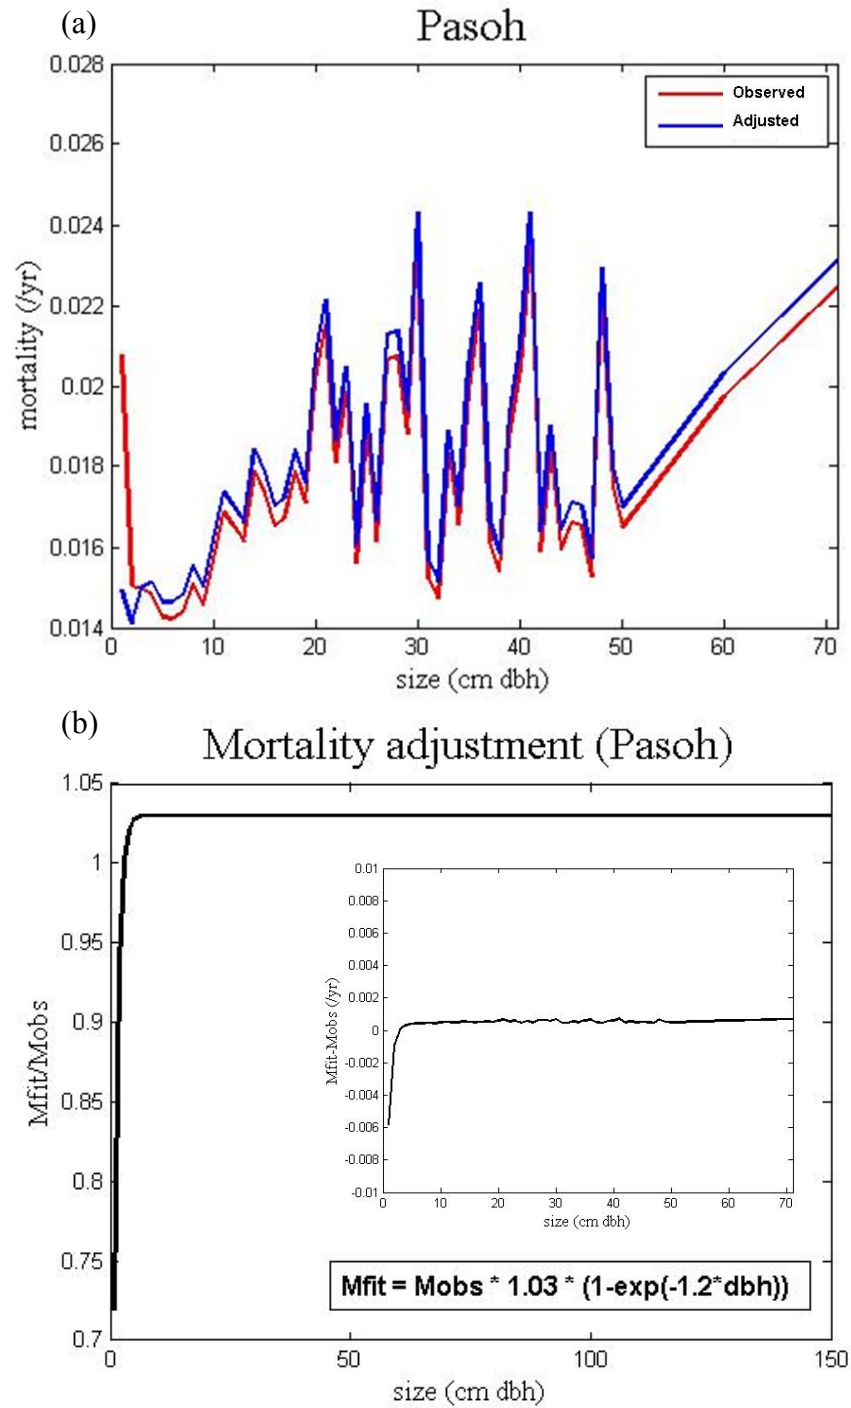 (a)
Pasoh
0.028
0.026
0.024
0.022
0.02
0.018
0.016
0.014
mortality (/yr)
Observed
Adjusted
0 10 20 30 40 50 60 70
size (cm dbh)
(b)
Mortality adjustment (Pasoh)
1.05
1
0.95
0.9
0.85
0.8
0.75
0.7
Mfit/Mobs
0.01
0.008
0.006
0.004
0.002
0
-0.002
-0.004
-0.006
-0.008
-0.01
Mfit-Mobs (/yr)
0 10 20 30 40 50 60 70
size (cm dbh)
Mfit = Mobs * 1.03 * (1-exp(-1.2*dbh))
0 50 100 150
size (cm dbh)